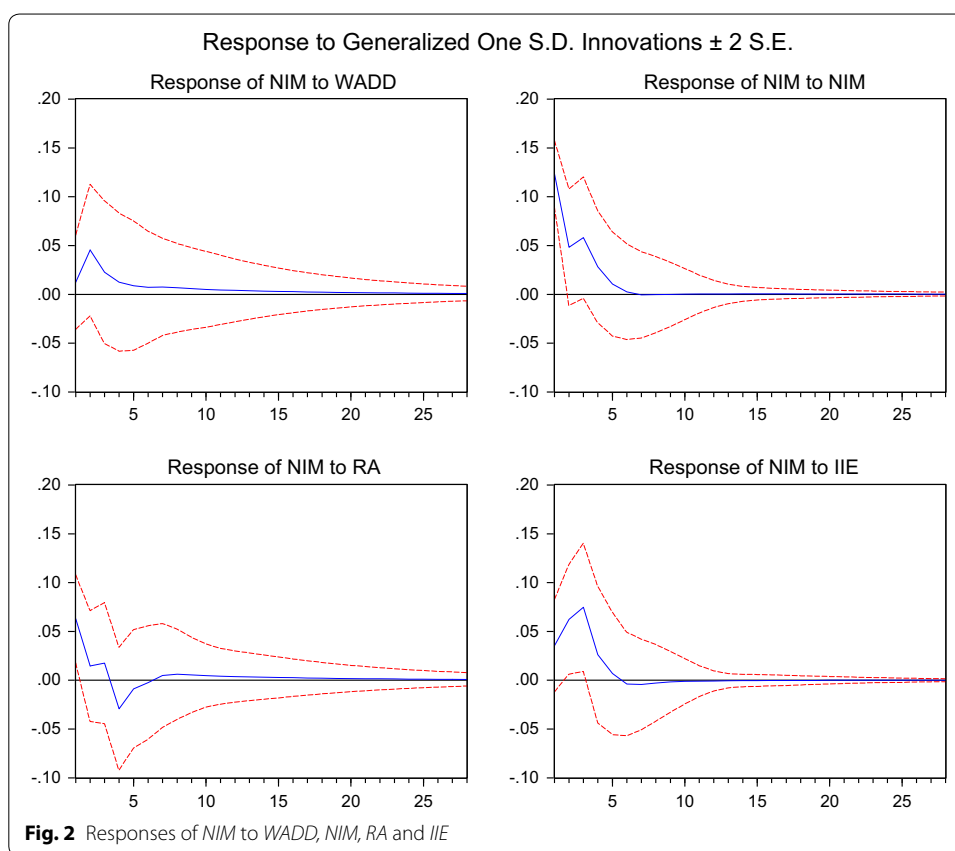 Response to Generalized One S.D. Innovations ± 2 S.E.
Response of NIM to WADD
.20
.15
.10
.05
.00
-.05
-.10
5 10 15 20 25
Response of NIM to NIM
.20
.15
.10
.05
.00
-.05
-.10
5 10 15 20 25
Response of NIM to RA
.20
.15
.10
.05
.00
-.05
-.10
5 10 15 20 25
Response of NIM to IIE
.20
.15
.10
.05
.00
-.05
-.10
5 10 15 20 25
Fig. 2 Responses of NIM to WADD, NIM, RA and IIE